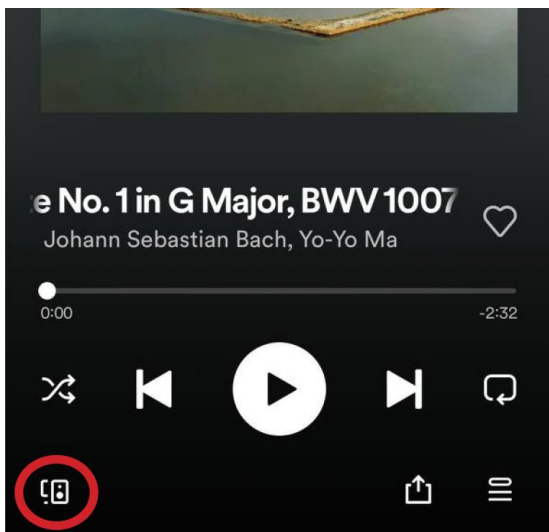 e No. 1 in G Major, BWV 1007
Johann Sebastian Bach, Yo-Yo Ma
0:00
-2:32